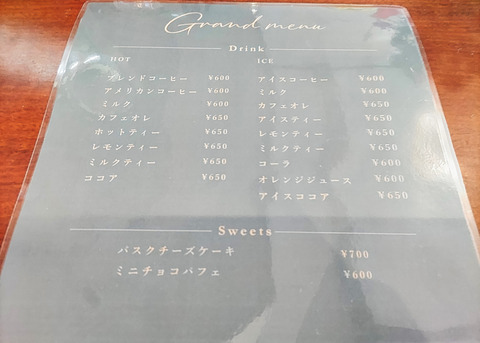 Grand menu
Drink
HOT
ブレンドコーヒー ¥600
アメリカンコーヒー ¥600
ミルク ¥600
カフェオレ ¥650
ホットティー ¥650
レモンティー ¥650
ミルクティー ¥650
ココア ¥650
ICE
アイスコーヒー ¥600
ミルク ¥600
カフェオレ ¥650
アイスティー ¥650
レモンティー ¥650
ミルクティー ¥650
コーラ ¥600
オレンジジュース ¥600
アイスココア ¥650
Sweets
バスクチーズケーキ ¥700
ミニチョコパフェ ¥600